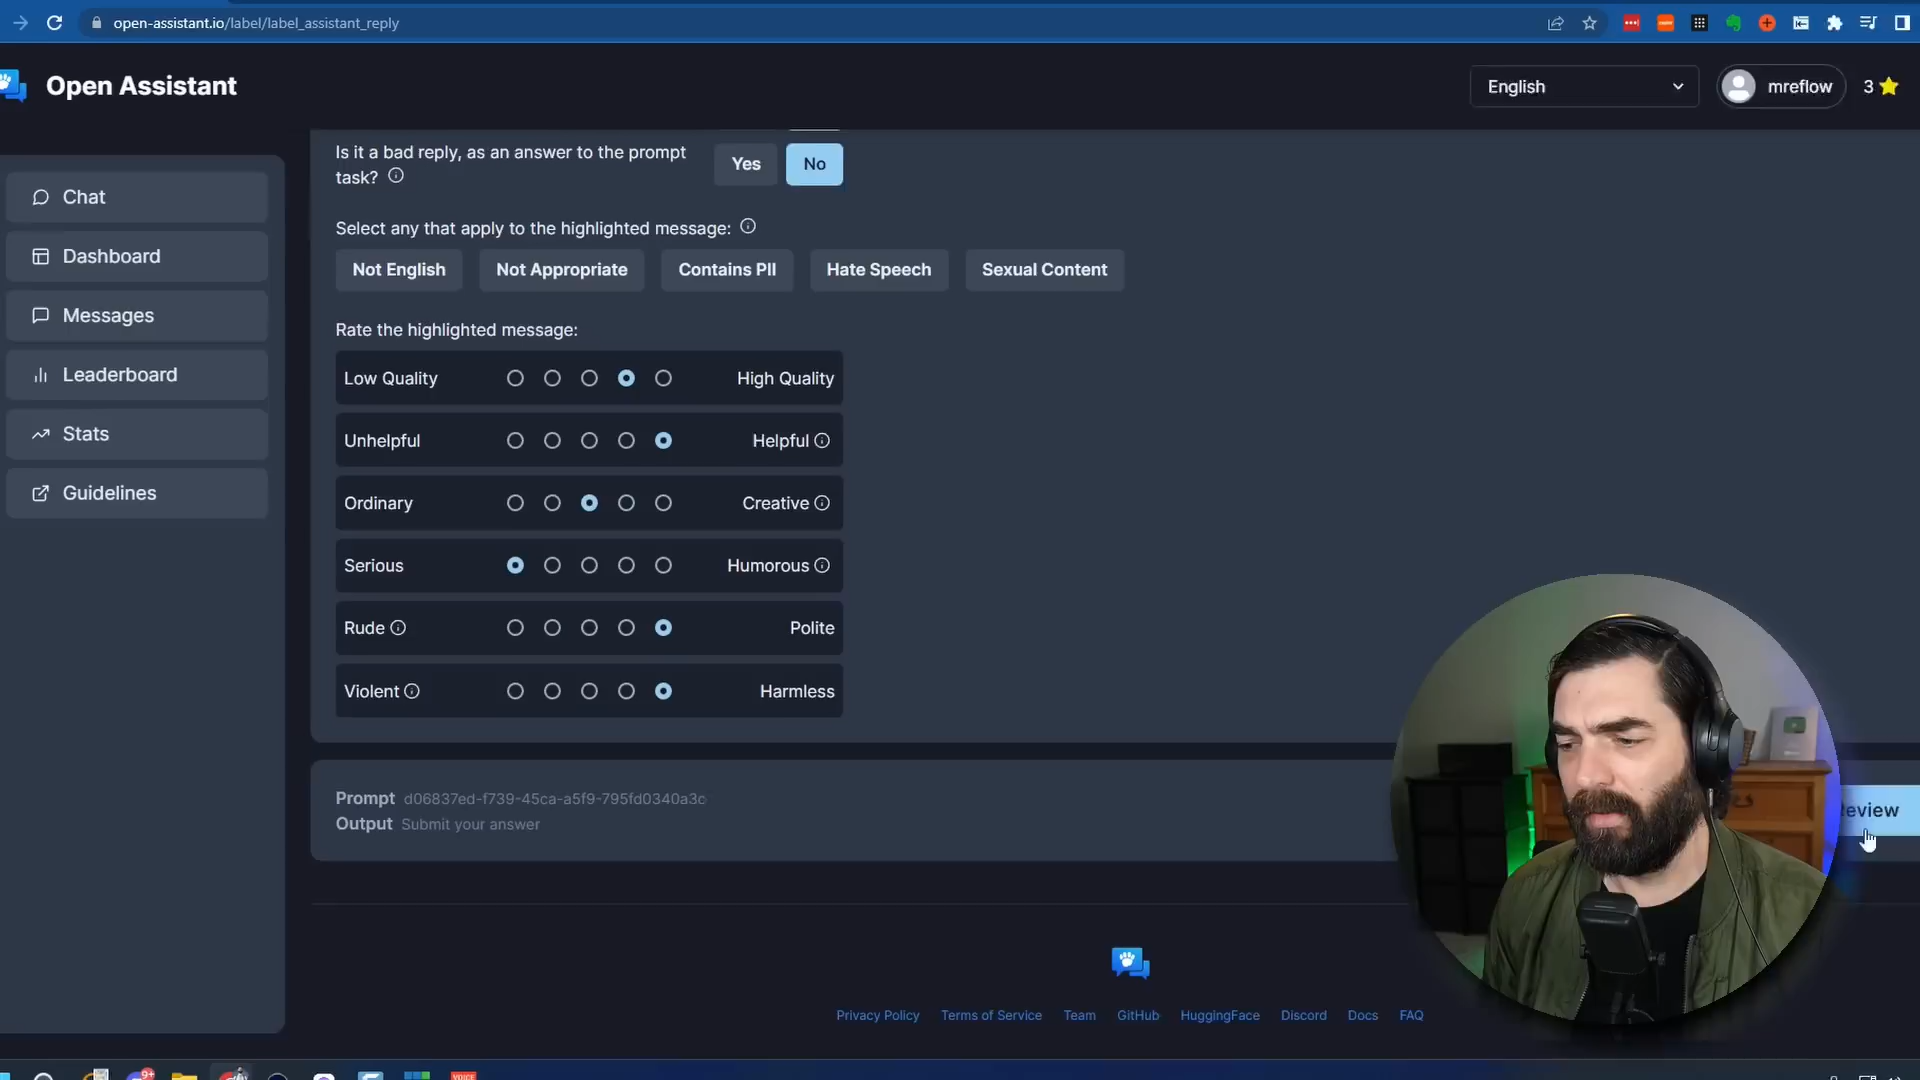 open-assistant.io/label/label_assistant_reply
Open Assistant
English
mreflow
3
Chat
Dashboard
Messages
Leaderboard
Stats
Guidelines
Is it a bad reply, as an answer to the prompt
task?
Yes
No
Select any that apply to the highlighted message:
Not English
Not Appropriate
Contains PII
Hate Speech
Sexual Content
Rate the highlighted message:
Low Quality
High Quality
Unhelpful
Helpful
Ordinary
Creative
Serious
Humorous
Rude
Polite
Violent
Harmless
Prompt d06837ed-f739-45ca-a5f9-795fd0340a3c
Output Submit your answer
eview
Privacy Policy
Terms of Service
Team
GitHub
HuggingFace
Discord
Docs
FAQ
9+
VOICE